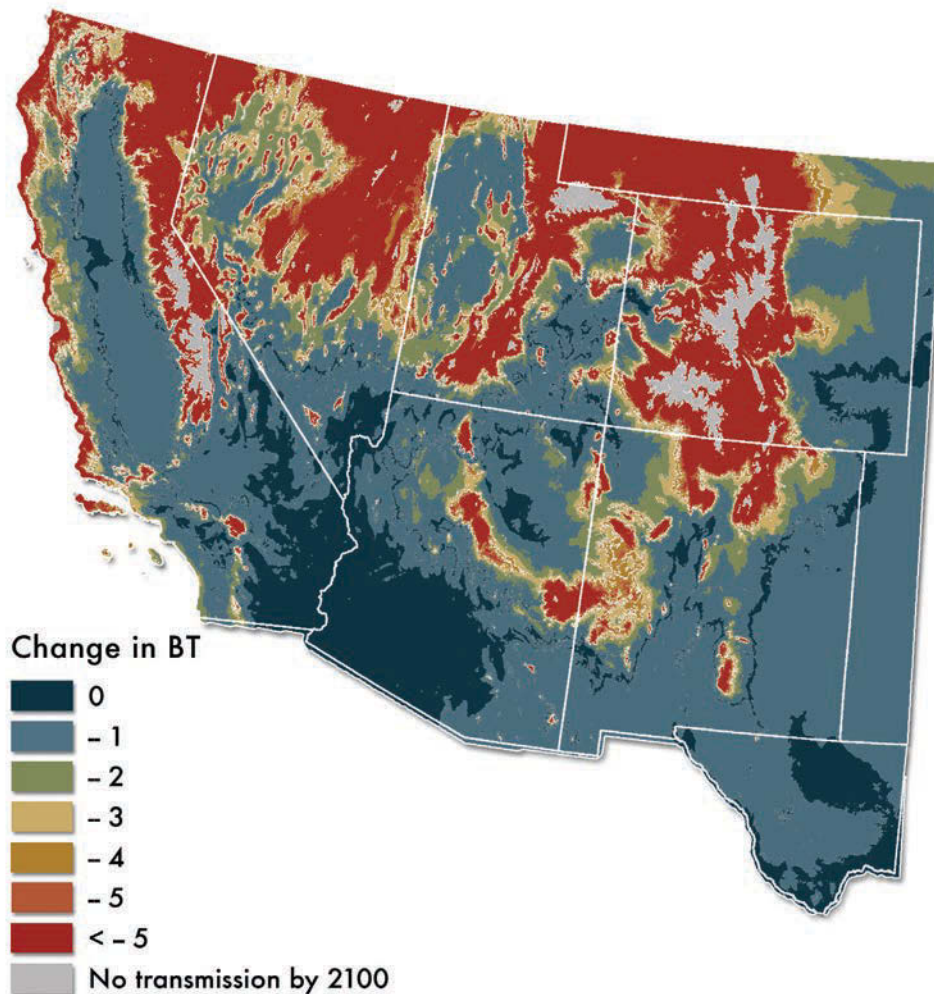 Change in BT
0
– 1
– 2
– 3
– 4
– 5
< – 5
No transmission by 2100